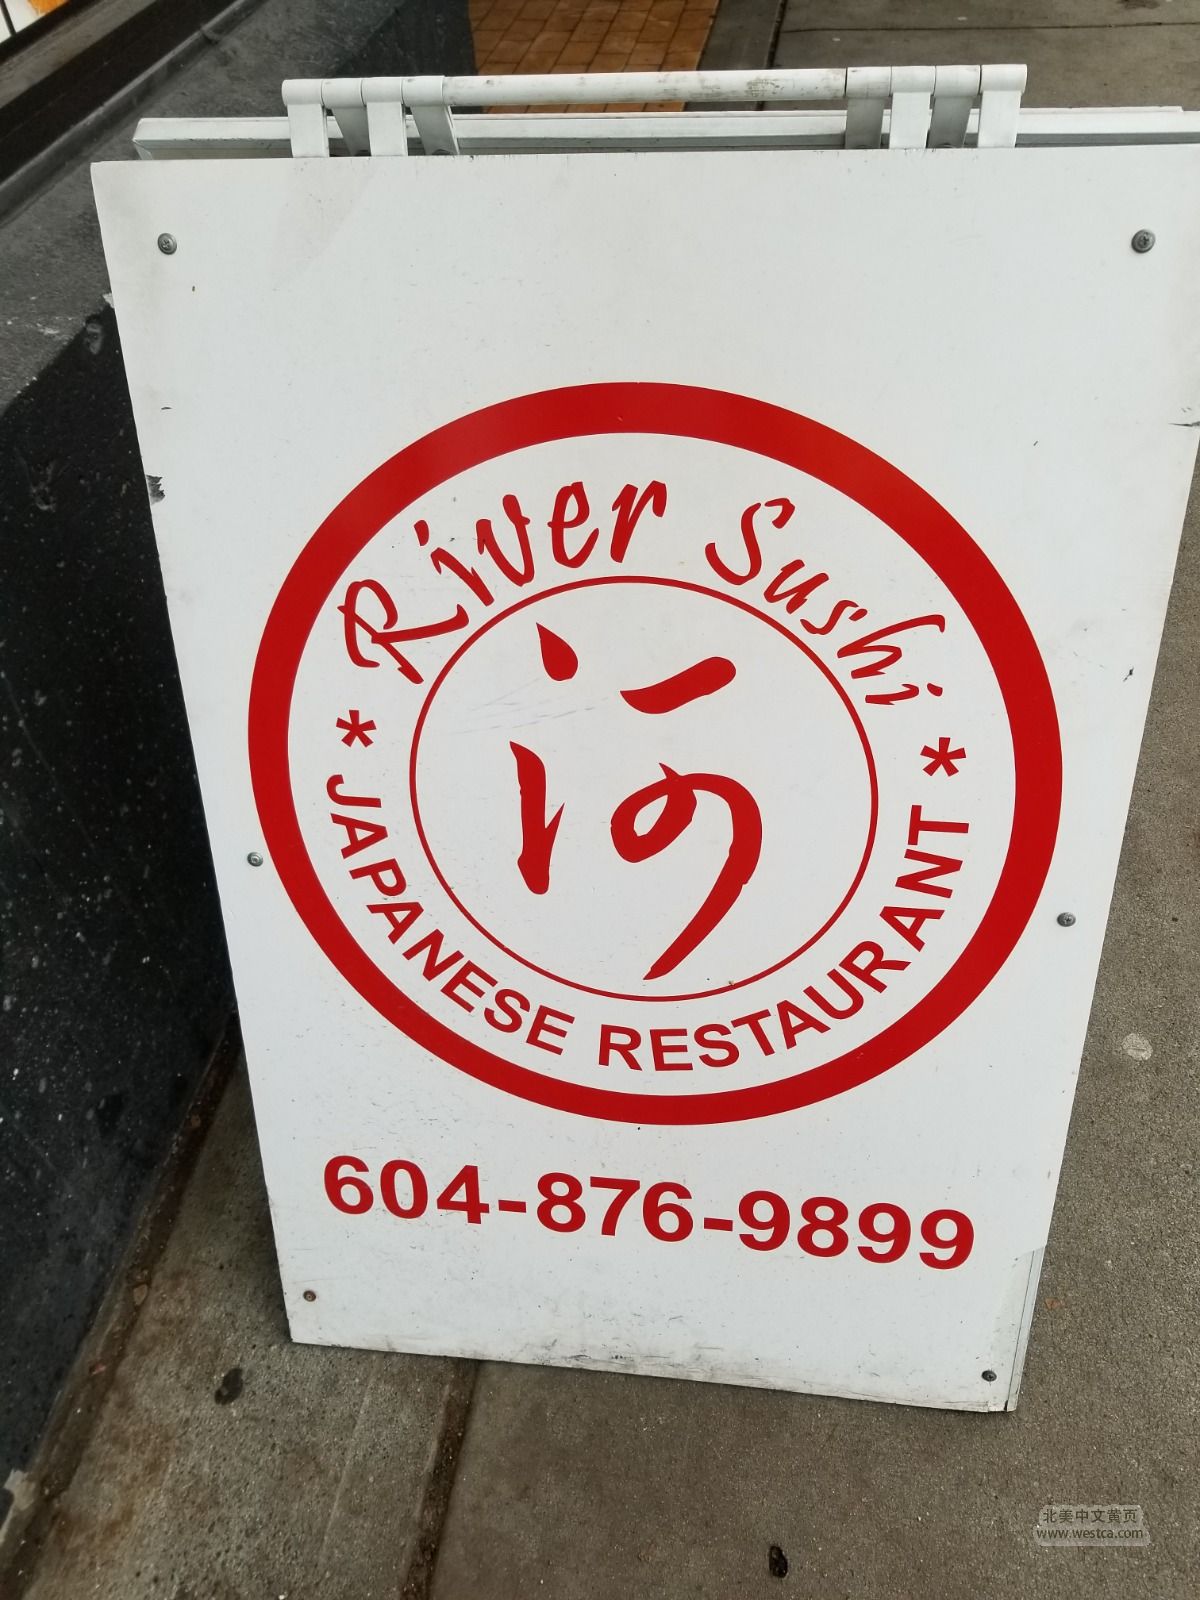 River Sushi
河
* JAPANESE RESTAURANT *
604-876-9899
北美中文黄页
www.westca.com